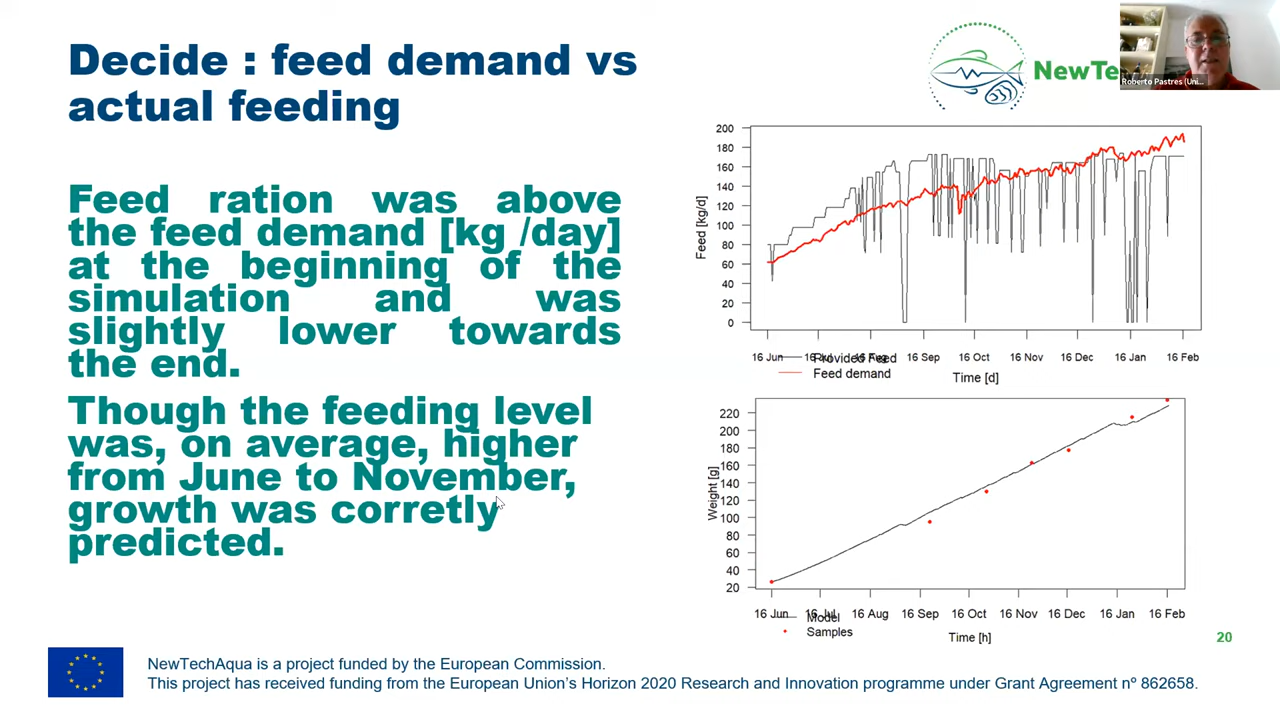 Decide : feed demand vs
actual feeding
NewTe
Roberto Pastres (Uni...
Feed ration was above
the feed demand [kg /day]
at the beginning of the
simulation and was
slightly lower towards
the end.
Though the feeding level
was, on average, higher
from June to November,
growth was corretly
predicted.
Feed [kg/d]
200
180
160
140
120
100
80
60
40
20
0
16 Jun 16 Jul 16 Aug 16 Sep 16 Oct 16 Nov 16 Dec 16 Jan 16 Feb
Provided Feed
Feed demand
Time [d]
Weight [g]
220
200
180
160
140
120
100
80
60
40
20
16 Jun 16 Jul 16 Aug 16 Sep 16 Oct 16 Nov 16 Dec 16 Jan 16 Feb
Model
Samples
Time [h]
20
NewTechAqua is a project funded by the European Commission.
This project has received funding from the European Union's Horizon 2020 Research and Innovation programme under Grant Agreement nº 862658.